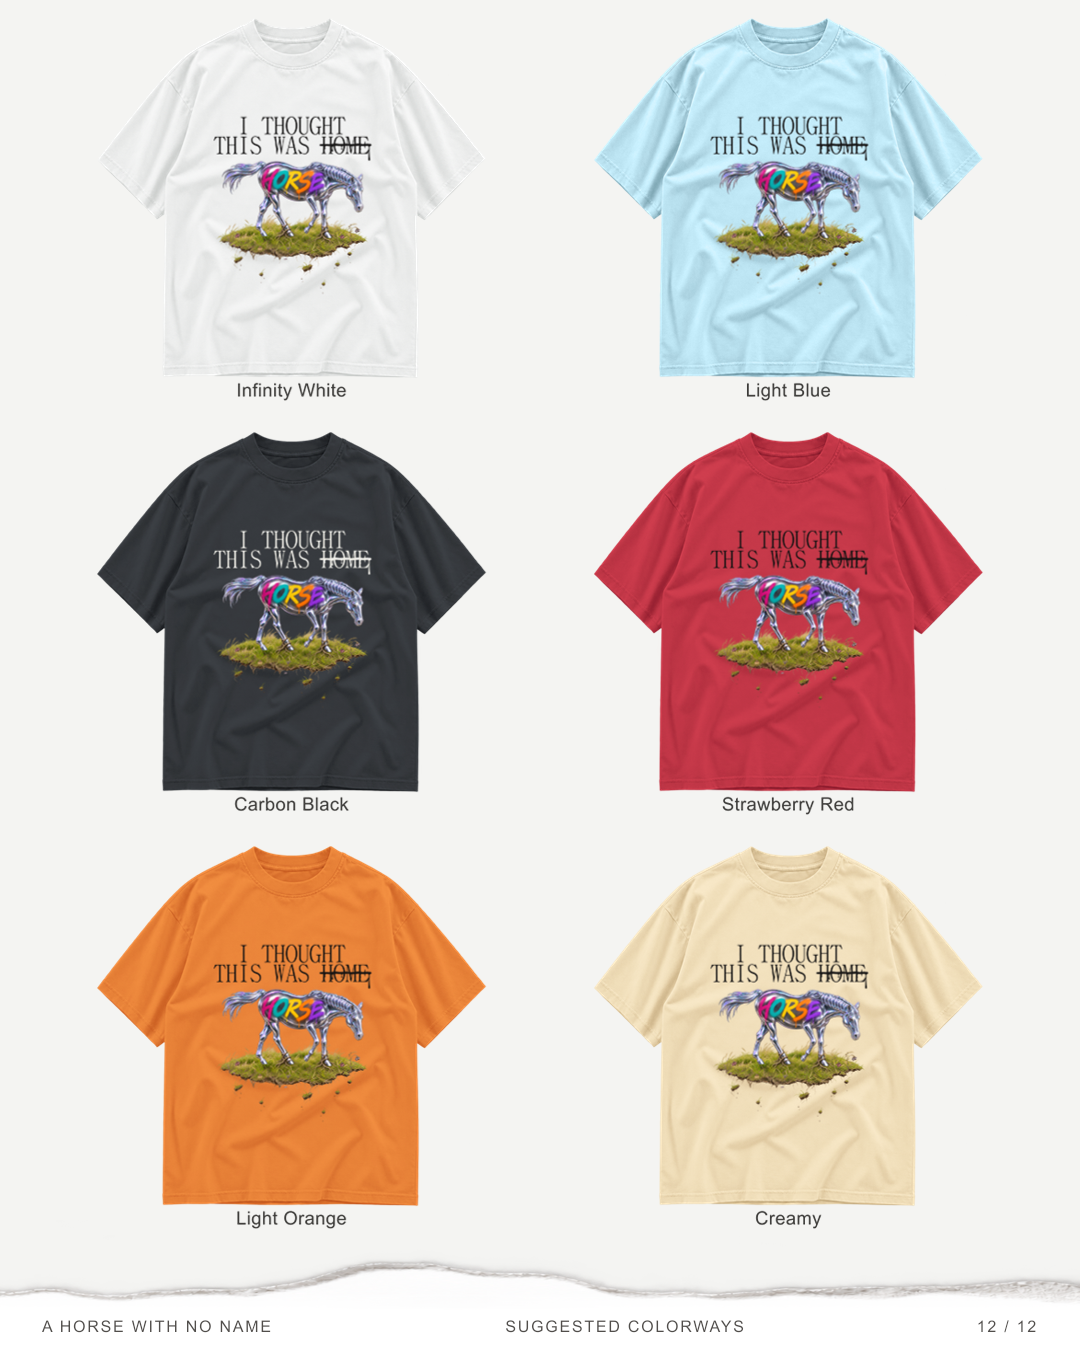 I THOUGHT
THIS WAS HOME,
HORSE
Infinity White
I THOUGHT
THIS WAS HOME,
HORSE
Light Blue
I THOUGHT
THIS WAS HOME,
HORSE
Carbon Black
I THOUGHT
THIS WAS HOME,
HORSE
Strawberry Red
I THOUGHT
THIS WAS HOME,
HORSE
Light Orange
I THOUGHT
THIS WAS HOME,
HORSE
Creamy
A HORSE WITH NO NAME
SUGGESTED COLORWAYS
12 / 12